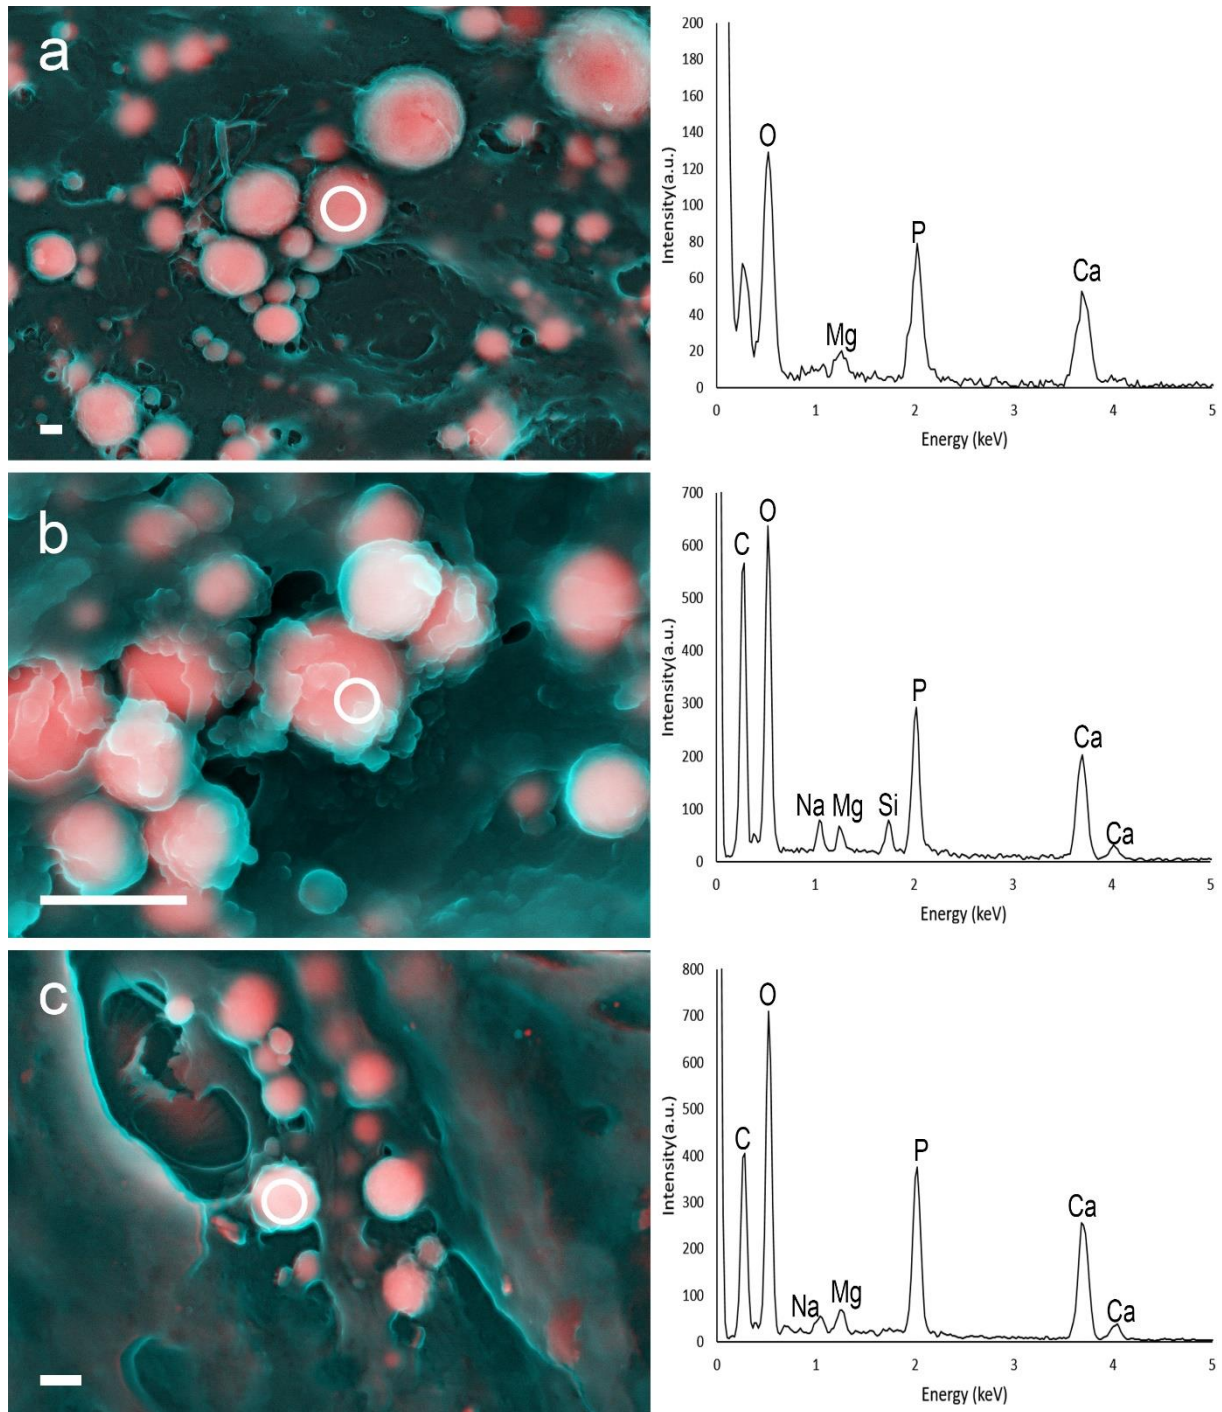 a
200
180
160
140
120
100
80
60
40
20
0
Intensity(a.u.)
O
P
Ca
Mg
0 1 2 3 4 5
Energy (keV)
b
700
600
500
400
300
200
100
0
Intensity(a.u.)
O
C
P
Ca
Na Mg Si
Ca
0 1 2 3 4 5
Energy (keV)
c
800
700
600
500
400
300
200
100
0
Intensity(a.u.)
O
C
P
Ca
Na Mg
Ca
0 1 2 3 4 5
Energy (keV)